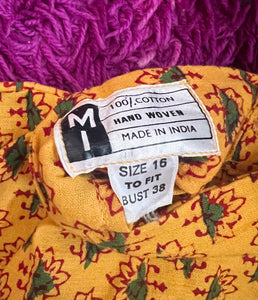 M
I
100% COTTON
HAND WOVEN
MADE IN INDIA
SIZE 16
TO FIT
BUST 38